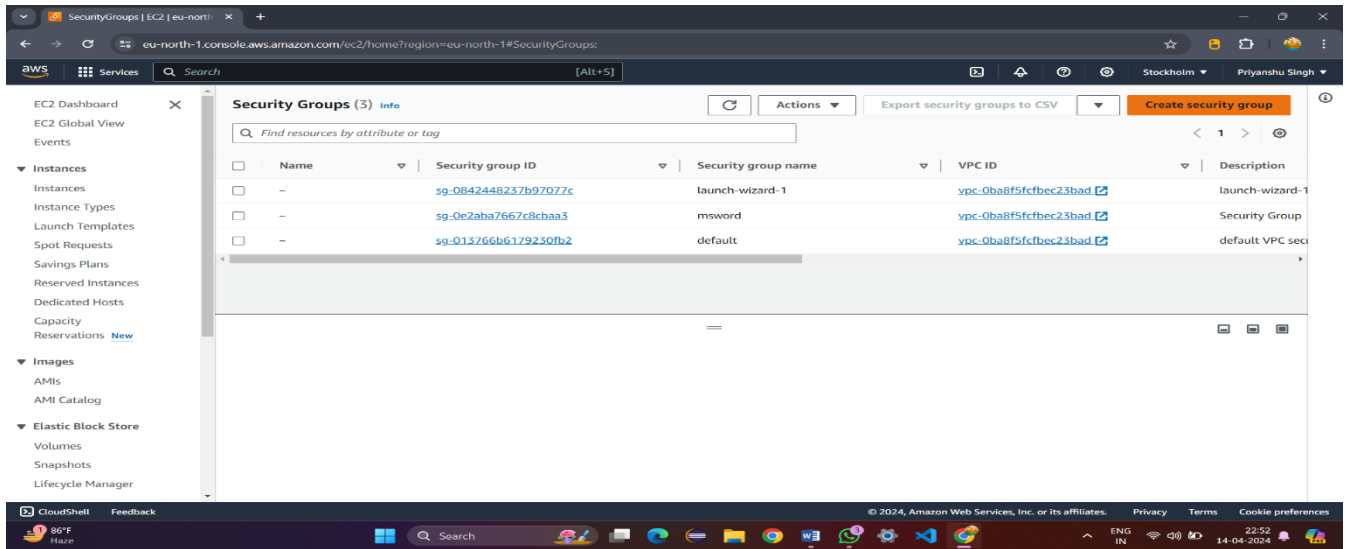 SecurityGroups | EC2 | eu-north
eu-north-1.console.aws.amazon.com/ec2/home?region=eu-north-1#SecurityGroups:
aws Services Search [Alt+S] Stockholm Priyanshu Singh
EC2 Dashboard
EC2 Global View
Events
Instances
Instances
Instance Types
Launch Templates
Spot Requests
Savings Plans
Reserved Instances
Dedicated Hosts
Capacity
Reservations New
Images
AMIs
AMI Catalog
Elastic Block Store
Volumes
Snapshots
Lifecycle Manager
Security Groups (3) Info Actions Export security groups to CSV Create security group
Find resources by attribute or tag 1
Name Security group ID Security group name VPC ID Description
– sg-0842448237b97077c launch-wizard-1 vpc-0ba8f5fcfbec23bad launch-wizard-1
– sg-0e2aba7667c8cbaa3 msword vpc-0ba8f5fcfbec23bad Security Group
– sg-013766b6179230fb2 default vpc-0ba8f5fcfbec23bad default VPC secu
CloudShell Feedback © 2024, Amazon Web Services, Inc. or its affiliates. Privacy Terms Cookie preferences
1 86°F Search 3 ENG 22:52
Haze IN 14-04-2024